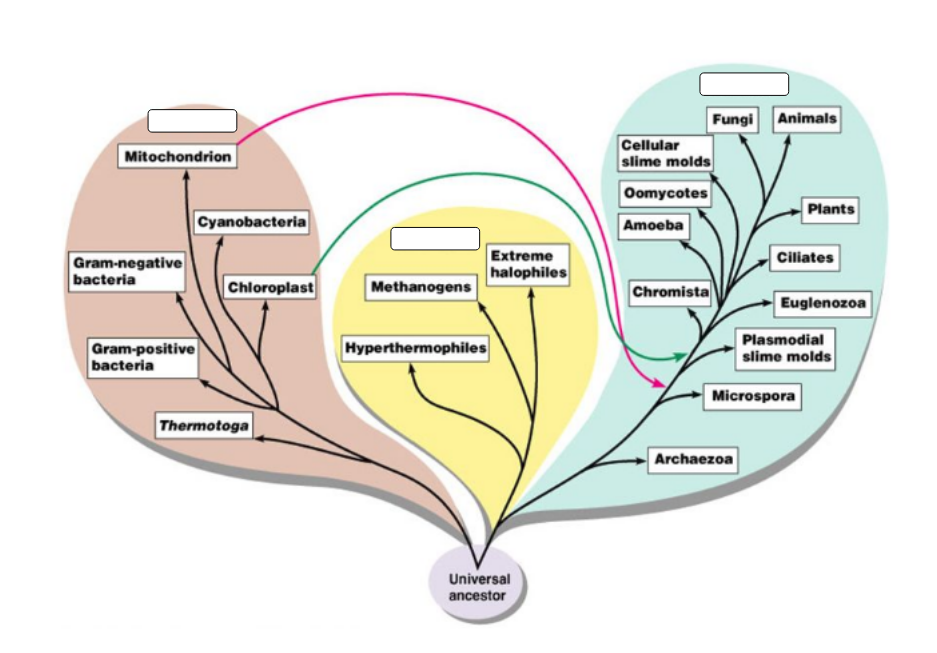 Mitochondrion
Cyanobacteria
Gram-negative
bacteria
Chloroplast
Gram-positive
bacteria
Thermotoga
Extreme
halophiles
Methanogens
Hyperthermophiles
Fungi
Animals
Cellular
slime molds
Oomycotes
Plants
Amoeba
Ciliates
Chromista
Euglenozoa
Plasmodial
slime molds
Microspora
Archaezoa
Universal
ancestor